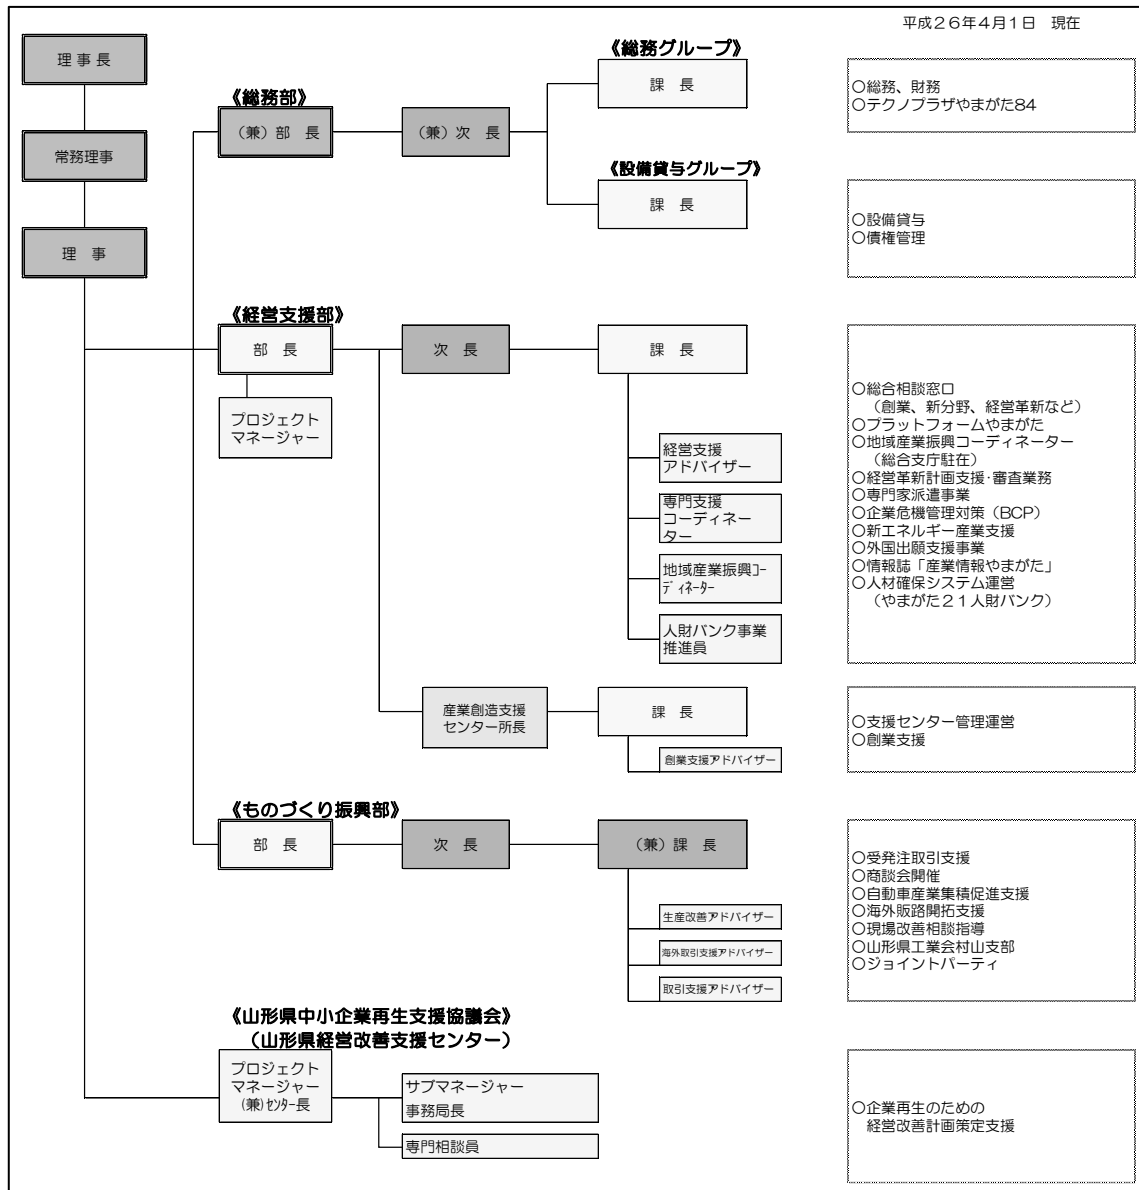 平成26年4月1日 現在
理事長
常務理事
理 事
《総務部》
(兼) 部 長
(兼) 次 長
《総務グループ》
課 長
○総務、財務
○テクノプラザやまがた84
《設備貸与グループ》
課 長
○設備貸与
○債権管理
《経営支援部》
部 長
プロジェクト
マネージャー
次 長
課 長
経営支援
アドバイザー
専門支援
コーディネー
ター
地域産業振興コー
ディネーター
人財バンク事業
推進員
○総合相談窓口
(創業、新分野、経営革新など)
○プラットフォームやまがた
○地域産業振興コーディネーター
(総合支庁駐在)
○経営革新計画支援・審査業務
○専門家派遣事業
○企業危機管理対策(BCP)
○新エネルギー産業支援
○外国出願支援事業
○情報誌「産業情報やまがた」
○人材確保システム運営
(やまがた21人財バンク)
産業創造支援
センター所長
課 長
創業支援アドバイザー
○支援センター管理運営
○創業支援
《ものづくり振興部》
部 長
次 長
(兼) 課 長
生産改善アドバイザー
海外取引支援アドバイザー
取引支援アドバイザー
○受発注取引支援
○商談会開催
○自動車産業集積促進支援
○海外販路開拓支援
○現場改善相談指導
○山形県工業会村山支部
○ジョイントパーティ
《山形県中小企業再生支援協議会》
(山形県経営改善支援センター)
プロジェクト
マネージャー
(兼)センター長
サブマネージャー
事務局長
専門相談員
○企業再生のための
経営改善計画策定支援